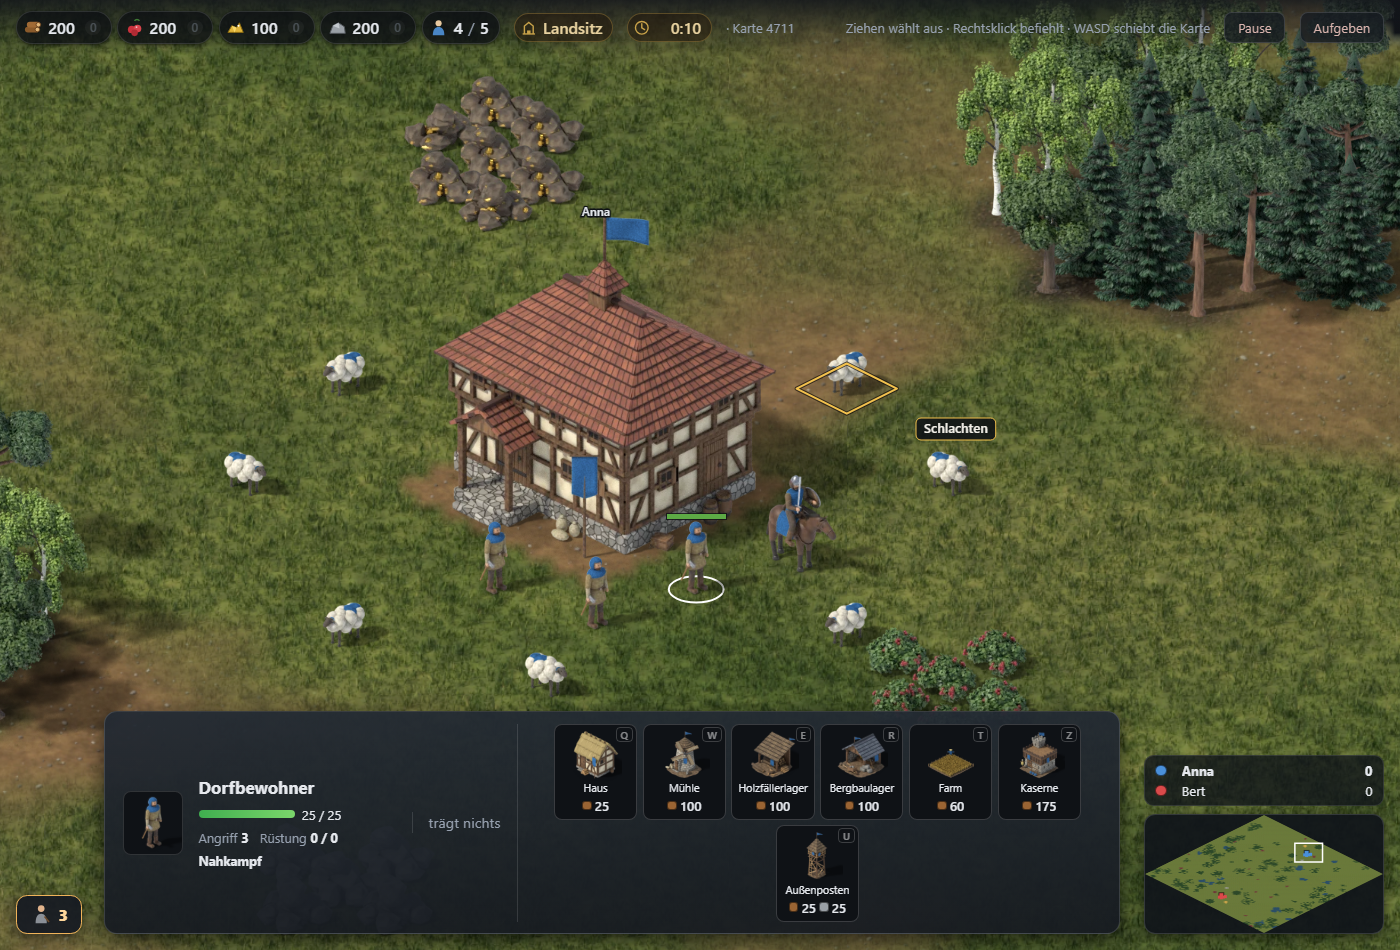 200 0 200 0 100 0 200 0 4 / 5 Landsitz 0:10 · Karte 4711 Ziehen wählt aus · Rechtsklick befiehlt · WASD schiebt die Karte Pause Aufgeben
Anna
Schlachten
Dorfbewohner
25 / 25
Angriff 3 Rüstung 0 / 0
Nahkampf
trägt nichts
Q W E R T Z
Haus Mühle Holzfällerlager Bergbaulager Farm Kaserne
25 100 100 100 60 175
U
Außenposten
25 25
Anna 0
Bert 0
3